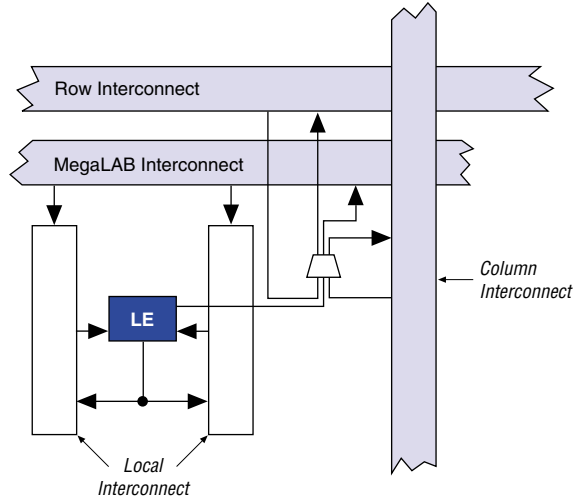 Row Interconnect
MegaLAB Interconnect
LE
Column
Interconnect
Local
Interconnect